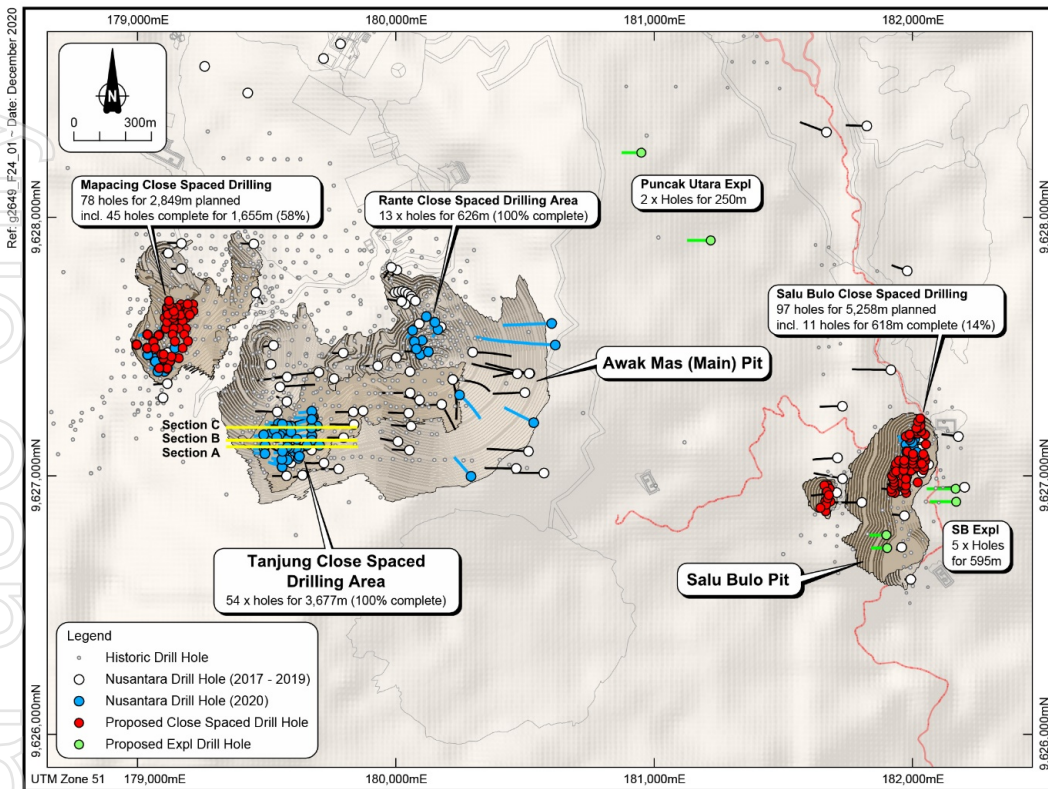 Ref: g2649_F24_01 ~ Date: December 2020
179,000mE
180,000mE
181,000mE
182,000mE
N
0 300m
Mapacing Close Spaced Drilling
78 holes for 2,849m planned
incl. 45 holes complete for 1,655m (58%)
Rante Close Spaced Drilling Area
13 x holes for 626m (100% complete)
Puncak Utara Expl
2 x Holes for 250m
9,628,000mN
9,628,000mN
Salu Bulo Close Spaced Drilling
97 holes for 5,258m planned
incl. 11 holes for 618m complete (14%)
Awak Mas (Main) Pit
Section C
Section B
Section A
9,627,000mN
9,627,000mN
SB Expl
5 x Holes
for 595m
Tanjung Close Spaced
Drilling Area
54 x holes for 3,677m (100% complete)
Salu Bulo Pit
Legend
Historic Drill Hole
Nusantara Drill Hole (2017 - 2019)
Nusantara Drill Hole (2020)
Proposed Close Spaced Drill Hole
Proposed Expl Drill Hole
9,626,000mN
9,626,000mN
UTM Zone 51
179,000mE
180,000mE
181,000mE
182,000mE